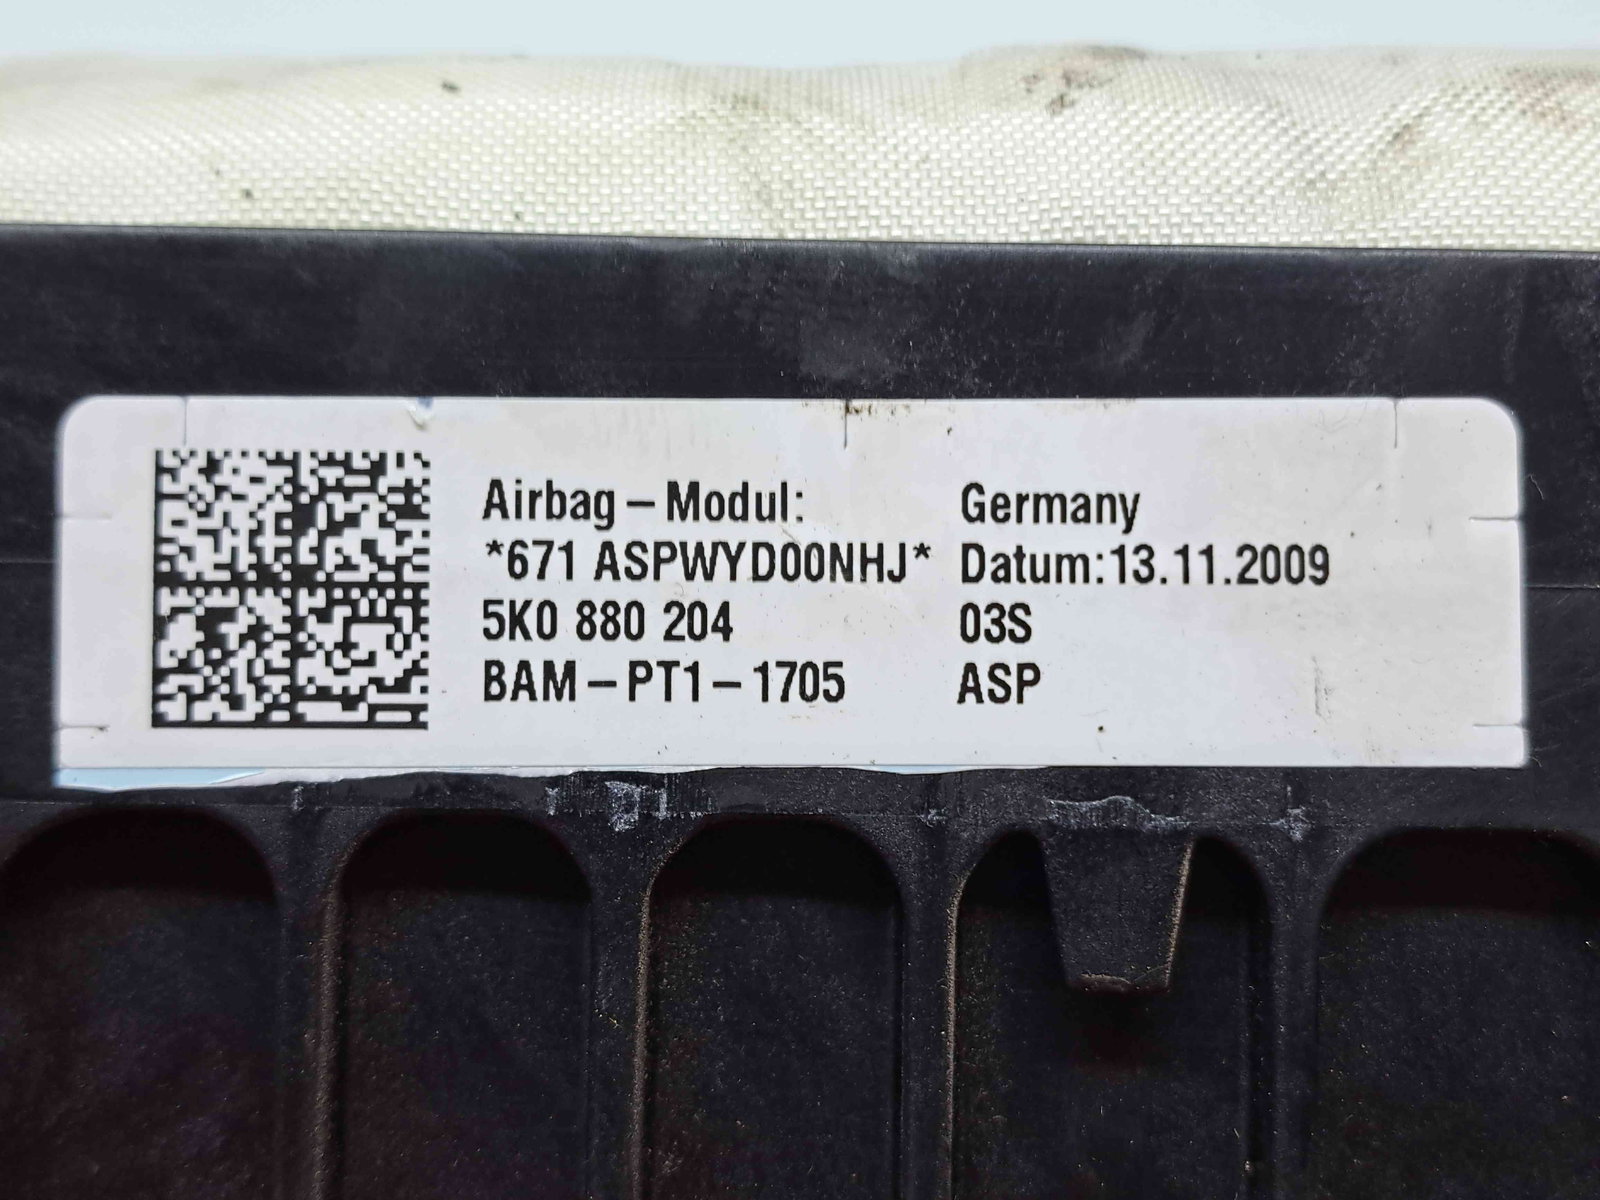 Airbag – Modul:
*671 ASPWYD00NHJ*
5K0 880 204
BAM – PT1 – 1705
Germany
Datum:13.11.2009
03S
ASP